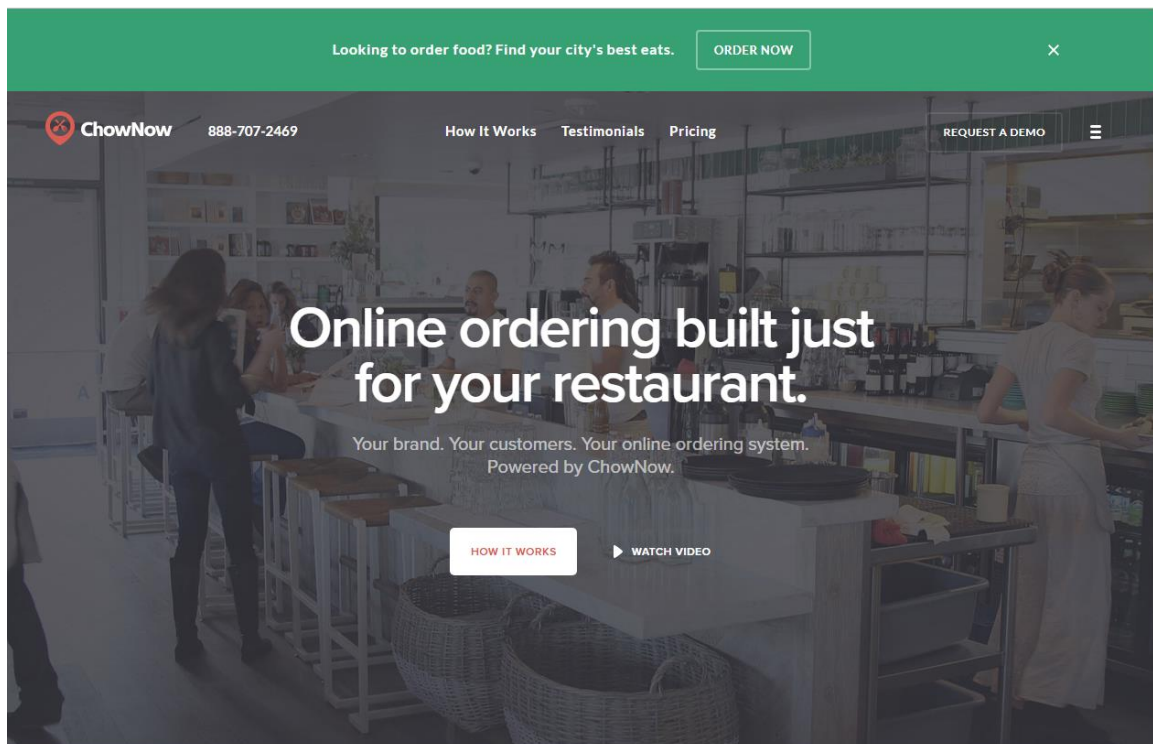 Looking to order food? Find your city's best eats. ORDER NOW
ChowNow 888-707-2469 How It Works Testimonials Pricing REQUEST A DEMO
Online ordering built just
for your restaurant.
Your brand. Your customers. Your online ordering system.
Powered by ChowNow.
HOW IT WORKS WATCH VIDEO